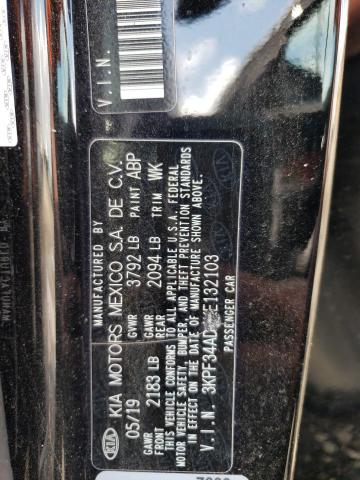 V.I.N.
MANUFACTURED BY
KIA KIA MOTORS MEXICO S.A. DE C.V.
05/19 3792 LB PAINT ABP
GAWR FRONT 2183 LB GAWR REAR 2094 LB TRIM WK
THIS VEHICLE CONFORMS TO ALL APPLICABLE U.S.A. FEDERAL
MOTOR VEHICLE SAFETY, BUMPER AND THEFT PREVENTION STANDARDS
IN EFFECT ON THE DATE OF MANUFACTURE SHOWN ABOVE.
V.I.N. 3KPF34AD E132103
PASSENGER CAR